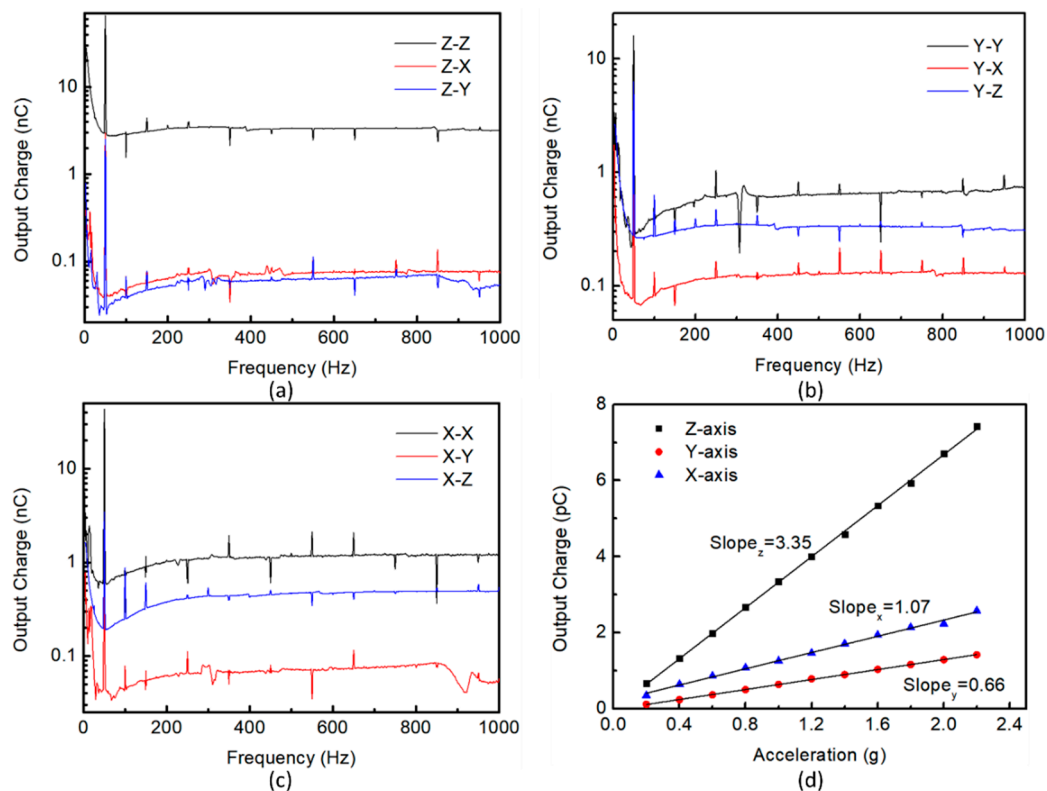 Output Charge (nC)
10
1
0.1
Z-Z
Z-X
Z-Y
0 200 400 600 800 1000
Frequency (Hz)
(a)
Output Charge (nC)
10
1
0.1
Y-Y
Y-X
Y-Z
0 200 400 600 800 1000
Frequency (Hz)
(b)
Output Charge (nC)
10
1
0.1
X-X
X-Y
X-Z
0 200 400 600 800 1000
Frequency (Hz)
(c)
Output Charge (pC)
8
6
4
2
0
Z-axis
Y-axis
X-axis
Slopez=3.35
Slopex=1.07
Slopey=0.66
0.0 0.4 0.8 1.2 1.6 2.0 2.4
Acceleration (g)
(d)